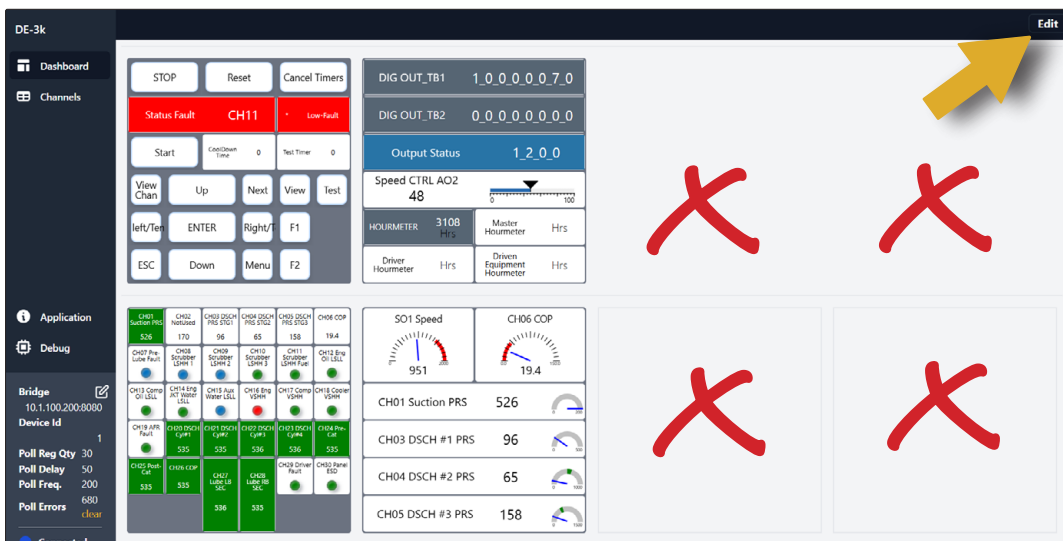 DE-3k
Edit
Dashboard
Channels
Application
Debug
Bridge
10.1.100.200:8080
Device Id
1
Poll Reg Qty 30
Poll Delay 50
Poll Freq. 200
Poll Errors 680
clear
STOP Reset Cancel Timers
Status Fault CH11 * Low-Fault
Start CoolDown Time 0 Test Timer 0
View Chan Up Next View Test
left/Ten ENTER Right/T F1
ESC Down Menu F2
DIG OUT_TB1 1_0_0_0_0_0_7_0
DIG OUT_TB2 0_0_0_0_0_0_0_0
Output Status 1_2_0_0
Speed CTRL AO2
48
0 100
HOURMETER 3108 Hrs
Master Hourmeter Hrs
Driver Hourmeter Hrs
Driven Equipment Hourmeter Hrs
CH01 Suction PRS 526
CH02 NotUsed 170
CH03 DSCH PRS STG1 96
CH04 DSCH PRS STG2 65
CH05 DSCH PRS STG3 158
CH06 COP 19.4
CH07 Pre-Lube Fault
CH08 Scrubber LSHH 1
CH09 Scrubber LSHH 2
CH10 Scrubber LSHH 3
CH11 Scrubber LSHH Fuel
CH12 Eng Oil LSLL
CH13 Comp Oil LSLL
CH14 Eng JKT Water LSLL
CH15 Aux Water LSLL
CH16 Eng VSHH
CH17 Comp VSHH
CH18 Cooler VSHH
CH19 AFR Fault
CH20 DSCH Cyl#1 535
CH21 DSCH Cyl#2 535
CH22 DSCH Cyl#3 536
CH23 DSCH Cyl#4 536
CH24 Pre-Cat 535
CH25 Post-Cat 535
CH26 COP 535
CH27 Lube LB SEC 536
CH28 Lube RB SEC 535
CH29 Driver Fault
CH30 Panel ESD
SO1 Speed
951
CH06 COP
19.4
CH01 Suction PRS 526
CH03 DSCH #1 PRS 96
CH04 DSCH #2 PRS 65
CH05 DSCH #3 PRS 158